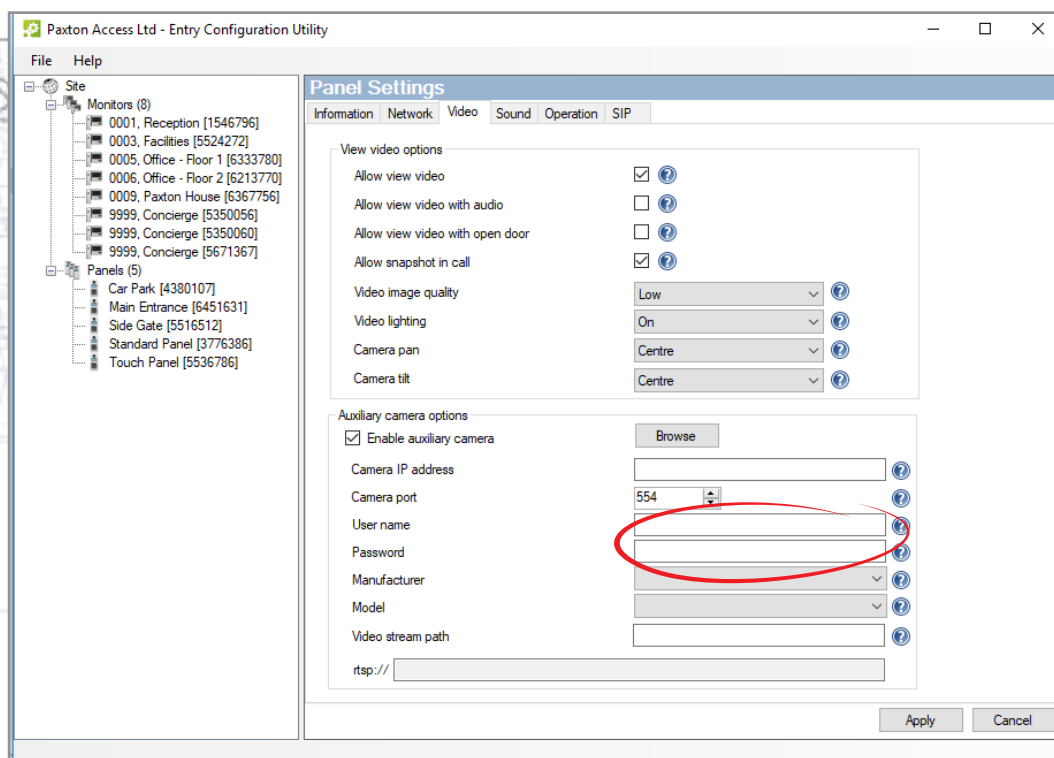 Paxton Access Ltd - Entry Configuration Utility
File Help
Site
Monitors (8)
0001, Reception [1546796]
0003, Facilities [5524272]
0005, Office - Floor 1 [6333780]
0006, Office - Floor 2 [6213770]
0009, Paxton House [6367756]
9999, Concierge [5350056]
9999, Concierge [5350060]
9999, Concierge [5671367]
Panels (5)
Car Park [4380107]
Main Entrance [6451631]
Side Gate [5516512]
Standard Panel [3776386]
Touch Panel [5536786]
Panel Settings
Information Network Video Sound Operation SIP
View video options
Allow view video
Allow view video with audio
Allow view video with open door
Allow snapshot in call
Video image quality Low
Video lighting On
Camera pan Centre
Camera tilt Centre
Auxiliary camera options
Enable auxiliary camera Browse
Camera IP address
Camera port 554
User name
Password
Manufacturer
Model
Video stream path
rtsp://
Apply Cancel